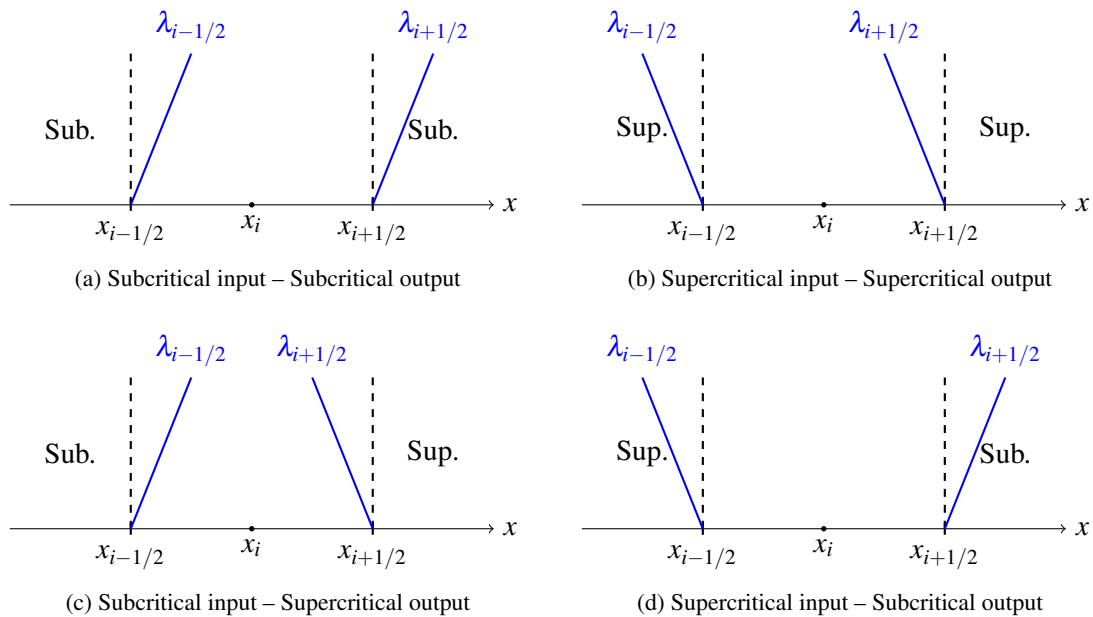 λi−1/2 λi+1/2
Sub. Sub.
xi−1/2 xi xi+1/2 x
(a) Subcritical input – Subcritical output
λi−1/2 λi+1/2
Sup. Sup.
xi−1/2 xi xi+1/2 x
(b) Supercritical input – Supercritical output
λi−1/2 λi+1/2
Sub. Sup.
xi−1/2 xi xi+1/2 x
(c) Subcritical input – Supercritical output
λi−1/2 λi+1/2
Sup. Sub.
xi−1/2 xi xi+1/2 x
(d) Supercritical input – Subcritical output